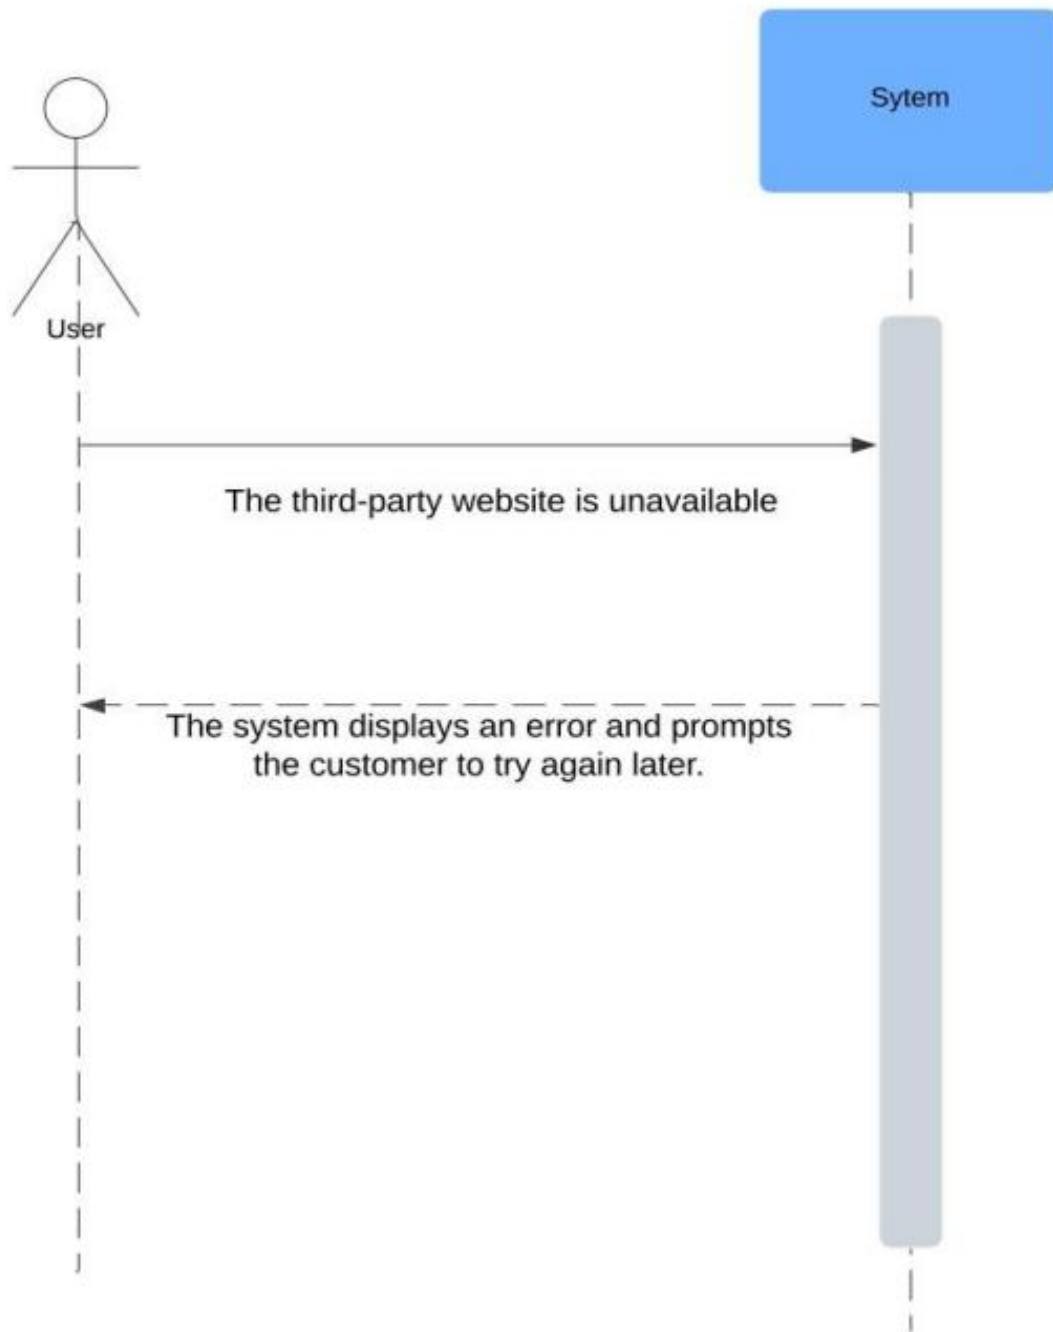 Sytem
User
The third-party website is unavailable
The system displays an error and prompts
the customer to try again later.